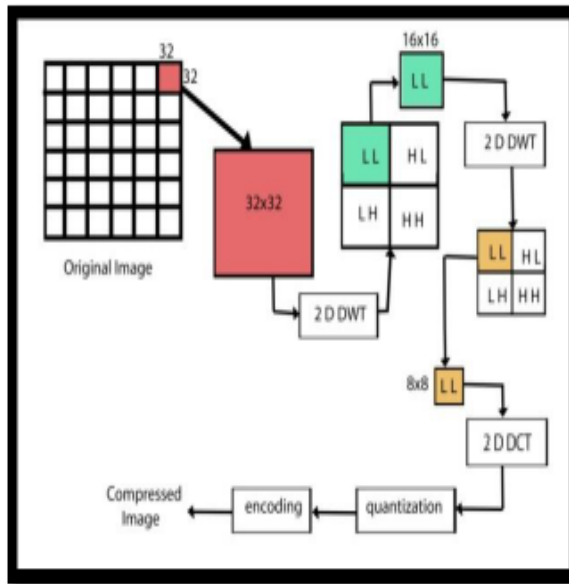 32
32
Original Image
32x32
2 D DWT
L L
H L
L H
H H
16x16
L L
2 D DWT
L L
H L
L H
H H
8x8
L L
2 D DCT
quantization
encoding
Compressed
Image